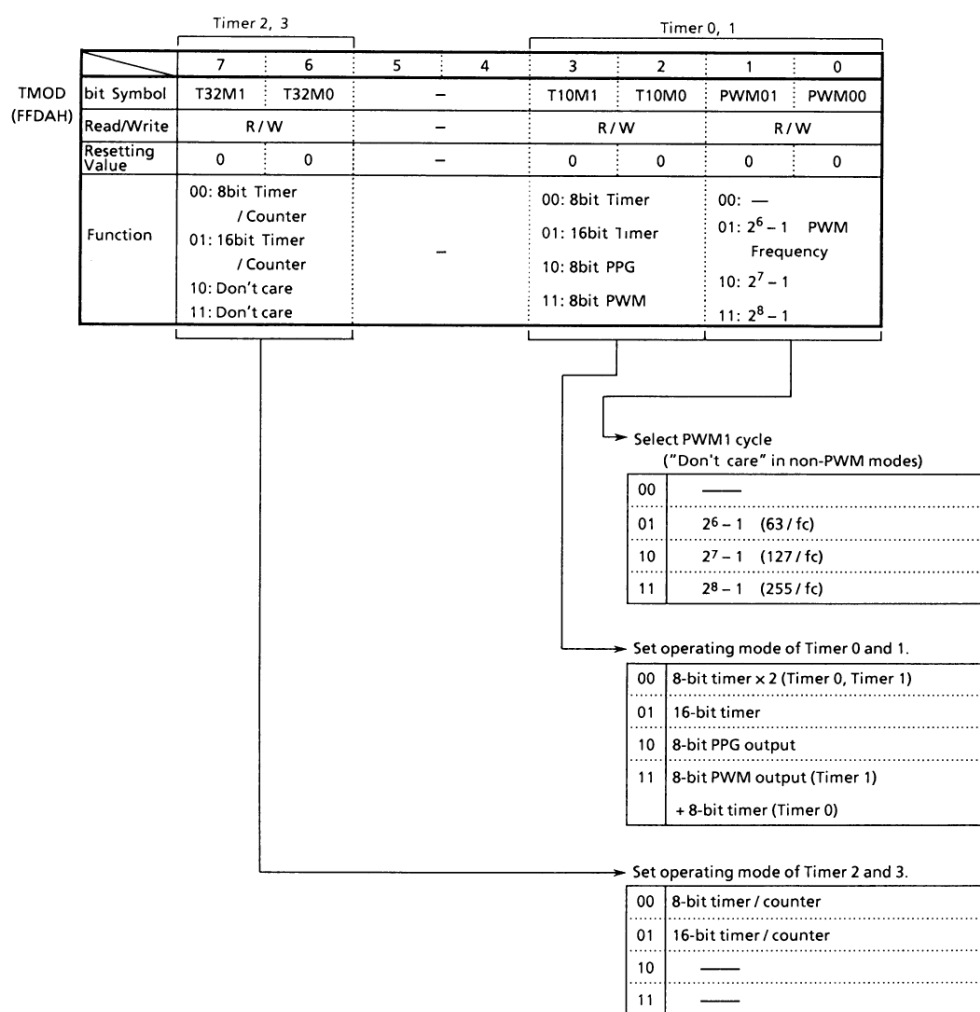 Timer 2, 3 Timer 0, 1
7 6 5 4 3 2 1 0
TMOD bit Symbol T32M1 T32M0 – T10M1 T10M0 PWM01 PWM00
(FFDAH)
Read/Write R / W – R / W R / W
Resetting
Value 0 0 – 0 0 0 0
Function
00: 8bit Timer
/ Counter
01: 16bit Timer
/ Counter
10: Don't care
11: Don't care
–
00: 8bit Timer
01: 16bit Timer
10: 8bit PPG
11: 8bit PWM
00: —
01: 2⁶ – 1 PWM
Frequency
10: 2⁷ – 1
11: 2⁸ – 1
Select PWM1 cycle
("Don't care" in non-PWM modes)
00 ——
01 2⁶ – 1 (63 / fc)
10 2⁷ – 1 (127 / fc)
11 2⁸ – 1 (255 / fc)
Set operating mode of Timer 0 and 1.
00 8-bit timer × 2 (Timer 0, Timer 1)
01 16-bit timer
10 8-bit PPG output
11 8-bit PWM output (Timer 1)
+ 8-bit timer (Timer 0)
Set operating mode of Timer 2 and 3.
00 8-bit timer / counter
01 16-bit timer / counter
10 ——
11 ——